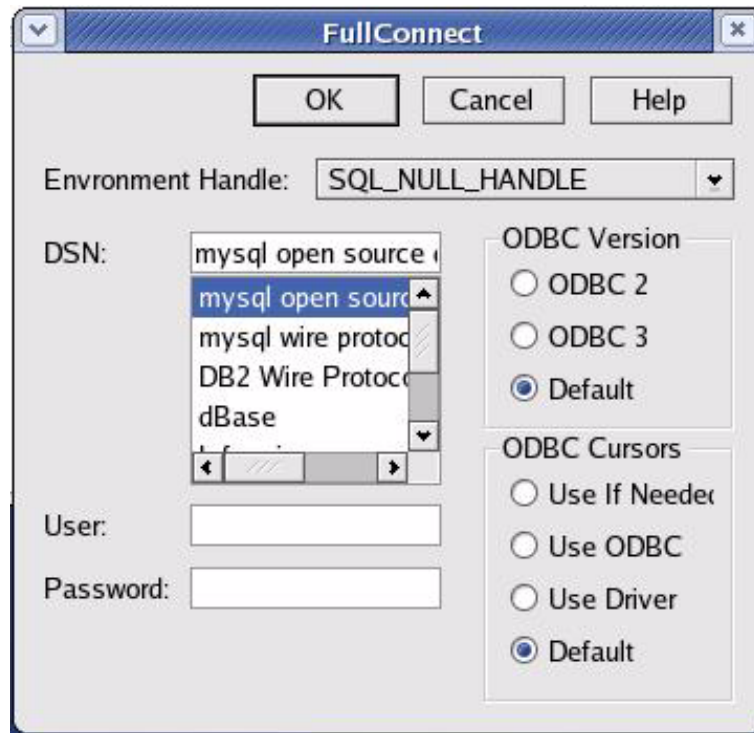 FullConnect
OK Cancel Help
Envronment Handle: SQL_NULL_HANDLE
DSN: mysql open source
mysql open sourc
mysql wire protoc
DB2 Wire Protoco
dBase
User:
Password:
ODBC Version
ODBC 2
ODBC 3
Default
ODBC Cursors
Use If Needed
Use ODBC
Use Driver
Default